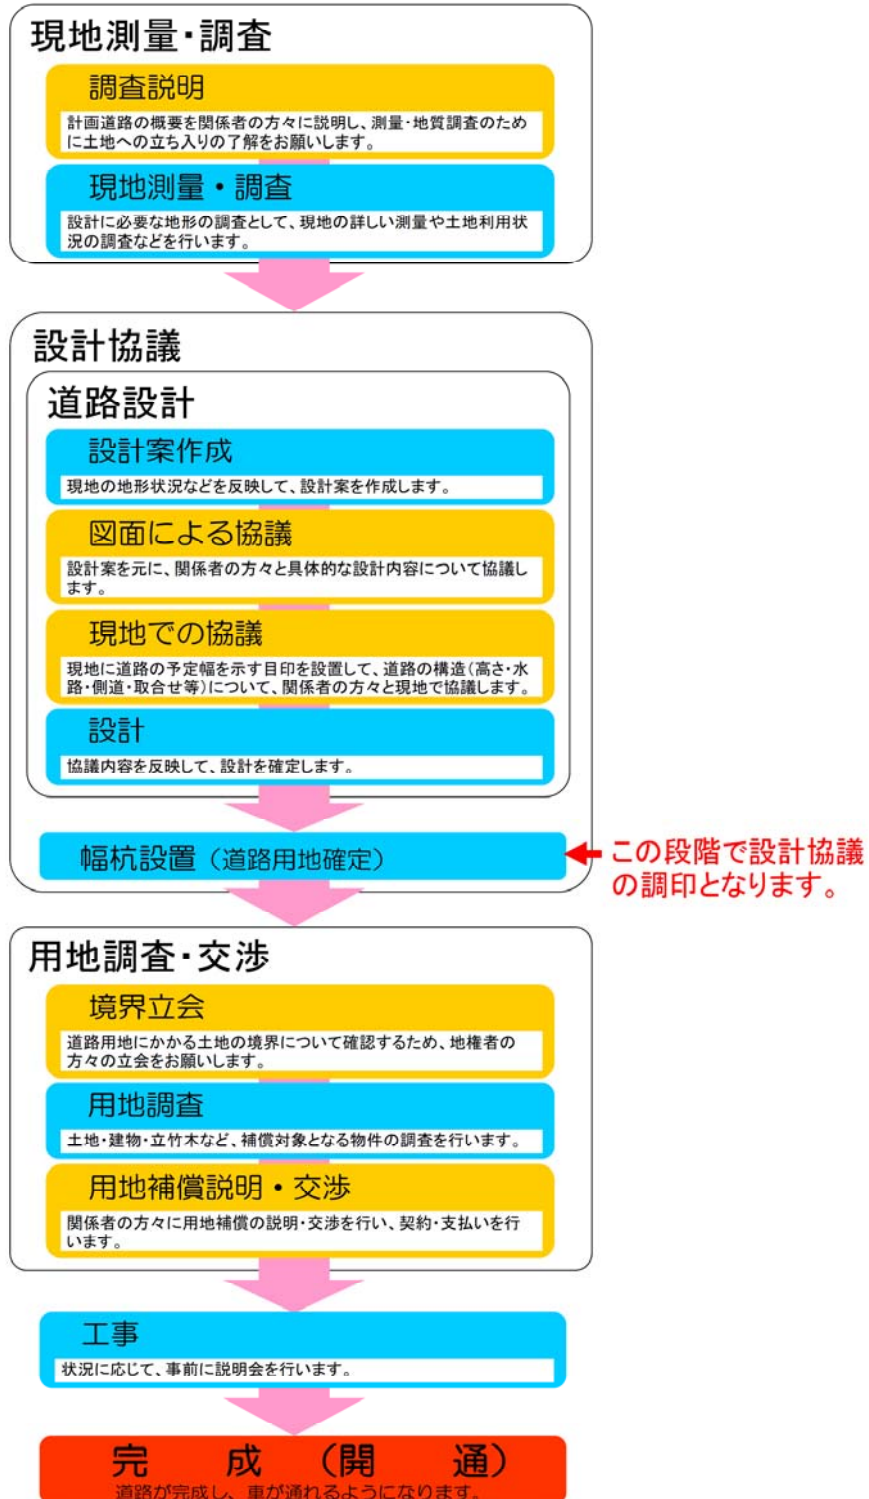 現地測量・調査
調査説明
計画道路の概要を関係者の方々に説明し、測量・地質調査のため
に土地への立ち入りの了解をお願いします。
現地測量・調査
設計に必要な地形の調査として、現地の詳しい測量や土地利用状
況の調査などを行います。
設計協議
道路設計
設計案作成
現地の地形状況などを反映して、設計案を作成します。
図面による協議
設計案を元に、関係者の方々と具体的な設計内容について協議し
ます。
現地での協議
現地に道路の予定幅を示す目印を設置して、道路の構造(高さ・水
路・側道・取合せ等)について、関係者の方々と現地で協議します。
設計
協議内容を反映して、設計を確定します。
幅杭設置（道路用地確定）
この段階で設計協議
の調印となります。
用地調査・交渉
境界立会
道路用地にかかる土地の境界について確認するため、地権者の
方々の立会をお願いします。
用地調査
土地・建物・立竹木など、補償対象となる物件の調査を行います。
用地補償説明・交渉
関係者の方々に用地補償の説明・交渉を行い、契約・支払いを行
います。
工事
状況に応じて、事前に説明会を行います。
完　成（開　通）
道路が完成し、車が通れるようになります。